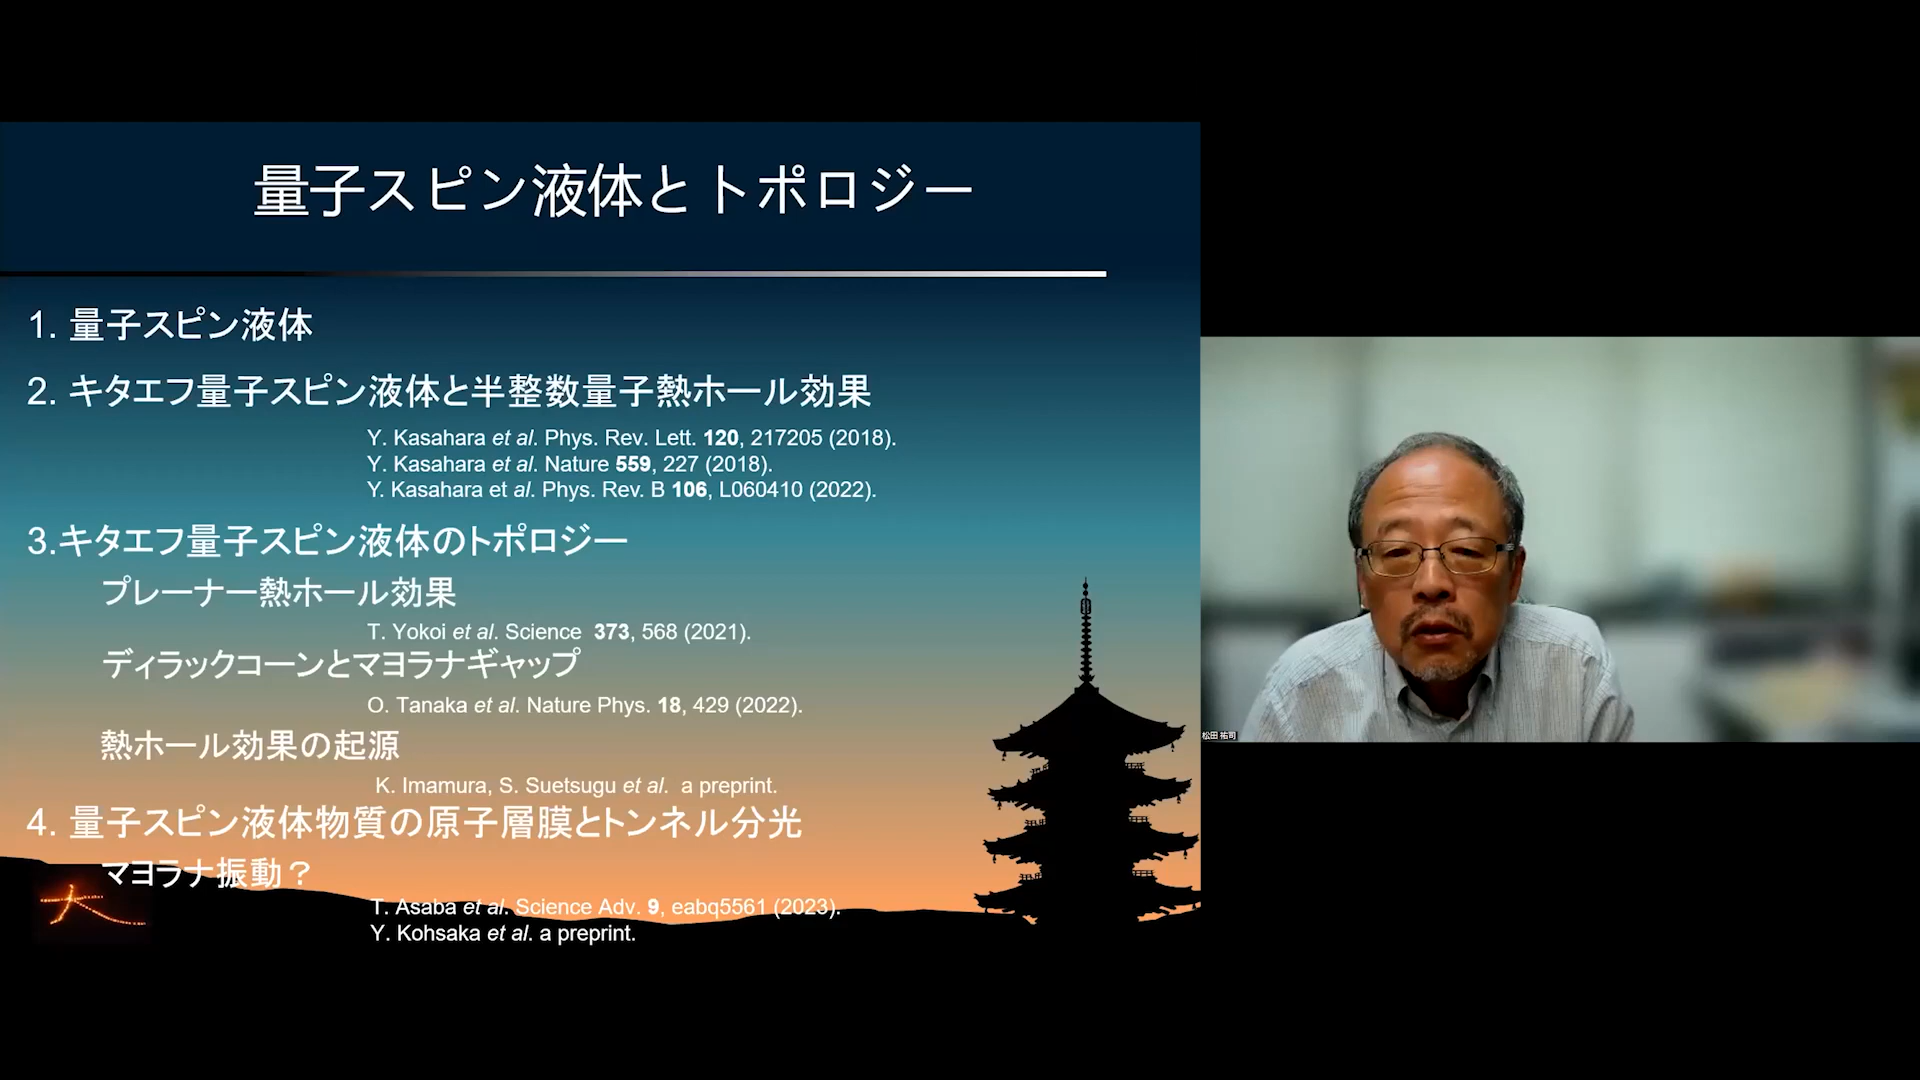 量子スピン液体とトポロジー
1. 量子スピン液体
2. キタエフ量子スピン液体と半整数量子熱ホール効果
Y. Kasahara et al. Phys. Rev. Lett. 120, 217205 (2018).
Y. Kasahara et al. Nature 559, 227 (2018).
Y. Kasahara et al. Phys. Rev. B 106, L060410 (2022).
3.キタエフ量子スピン液体のトポロジー
プレーナー熱ホール効果
T. Yokoi et al. Science 373, 568 (2021).
ディラックコーンとマヨラナギャップ
O. Tanaka et al. Nature Phys. 18, 429 (2022).
熱ホール効果の起源
K. Imamura, S. Suetsugu et al. a preprint.
4. 量子スピン液体物質の原子層膜とトンネル分光
マヨラナ振動？
T. Asaba et al. Science Adv. 9, eabq5561 (2023).
Y. Kohsaka et al. a preprint.
大
松田 祐司